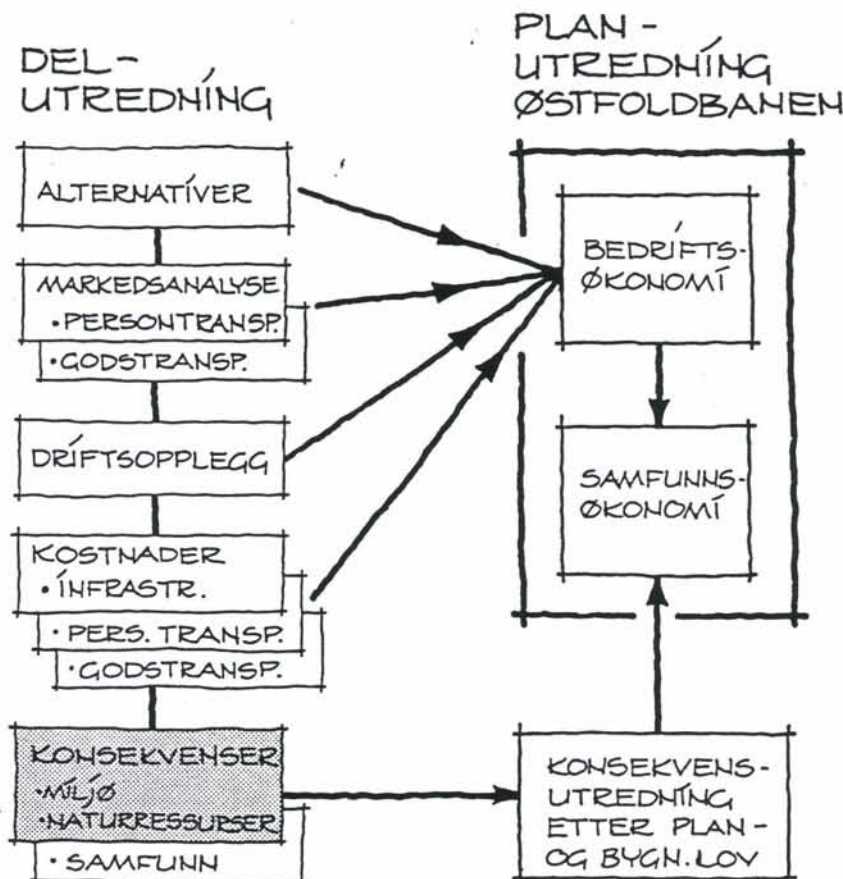 DEL-
UTREDNING
ALTERNATIVER
MARKEDSANALYSE
• PERSONTRANSP.
• GODSTRANSP.
DRIFTSOPPLEGG
KOSTNADER
• INFRASTR.
• PERS. TRANSP.
• GODSTRANSP.
KONSEKVENSER
• MILJØ
• NATURRESSURSER
• SAMFUNN
PLAN-
UTREDNING
ØSTFOLDBANEN
BEDRIFTS-
ØKONOMI
SAMFUNNS-
ØKONOMI
KONSEKVENS-
UTREDNING
ETTER PLAN-
OG BYGN. LOV